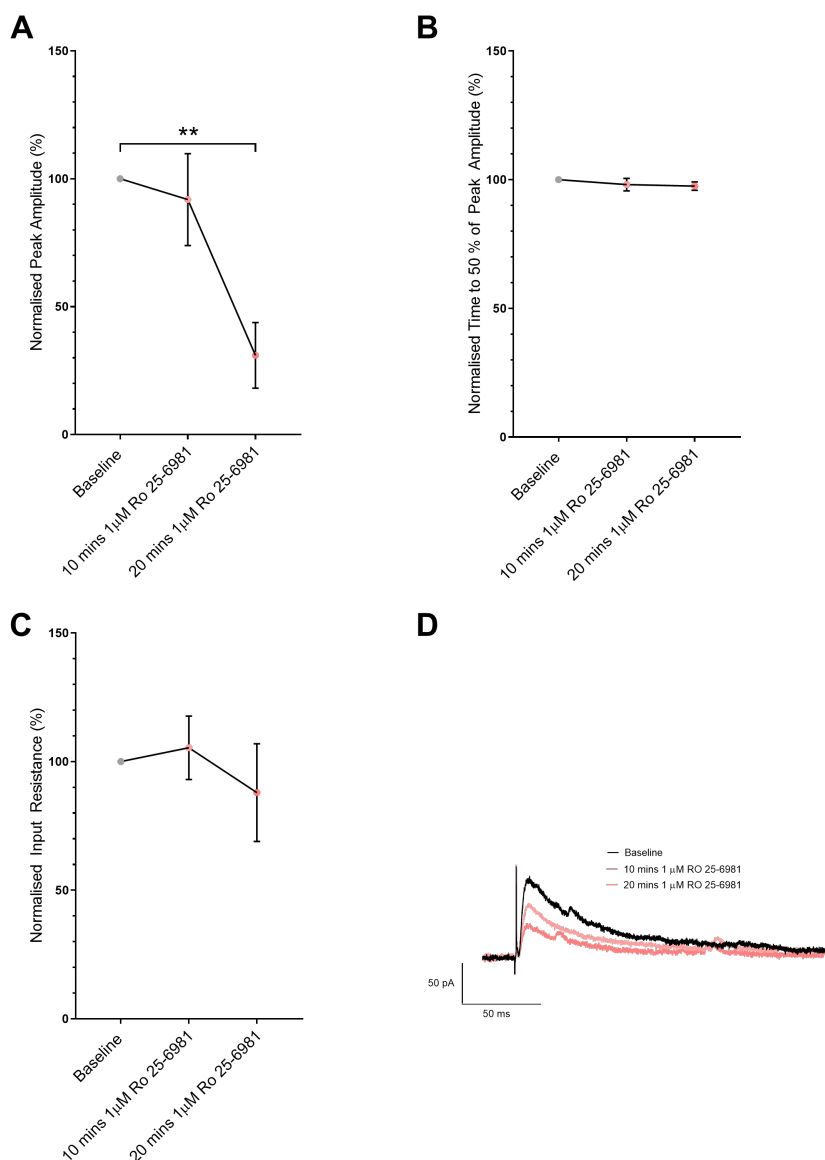 A
Normalised Peak Amplitude (%)
150
100
50
0
**
Baseline
10 mins 1μM Ro 25-6981
20 mins 1μM Ro 25-6981
B
Normalised Time to 50 % of Peak Amplitude (%)
150
100
50
0
Baseline
10 mins 1μM Ro 25-6981
20 mins 1μM Ro 25-6981
C
Normalised Input Resistance (%)
150
100
50
0
Baseline
10 mins 1μM Ro 25-6981
20 mins 1μM Ro 25-6981
D
Baseline
10 mins 1 μM RO 25-6981
20 mins 1 μM RO 25-6981
50 pA
50 ms